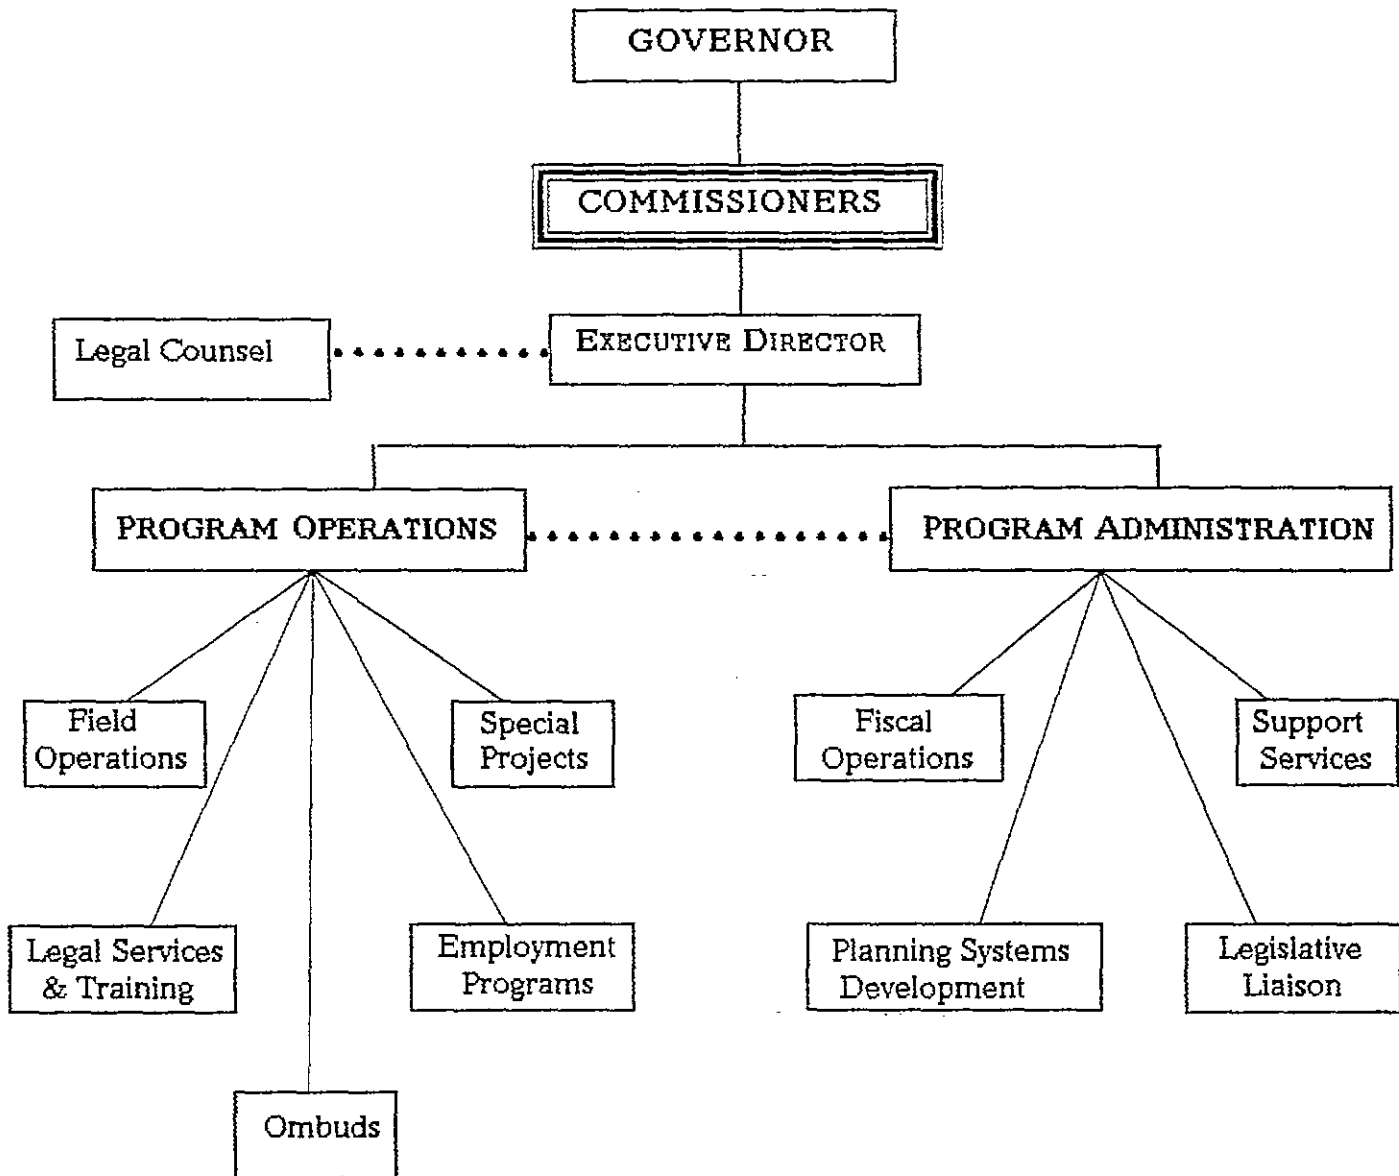 GOVERNOR
COMMISSIONERS
Legal Counsel
EXECUTIVE DIRECTOR
PROGRAM OPERATIONS
PROGRAM ADMINISTRATION
Field
Operations
Special
Projects
Fiscal
Operations
Support
Services
Legal Services
& Training
Employment
Programs
Planning Systems
Development
Legislative
Liaison
Ombuds